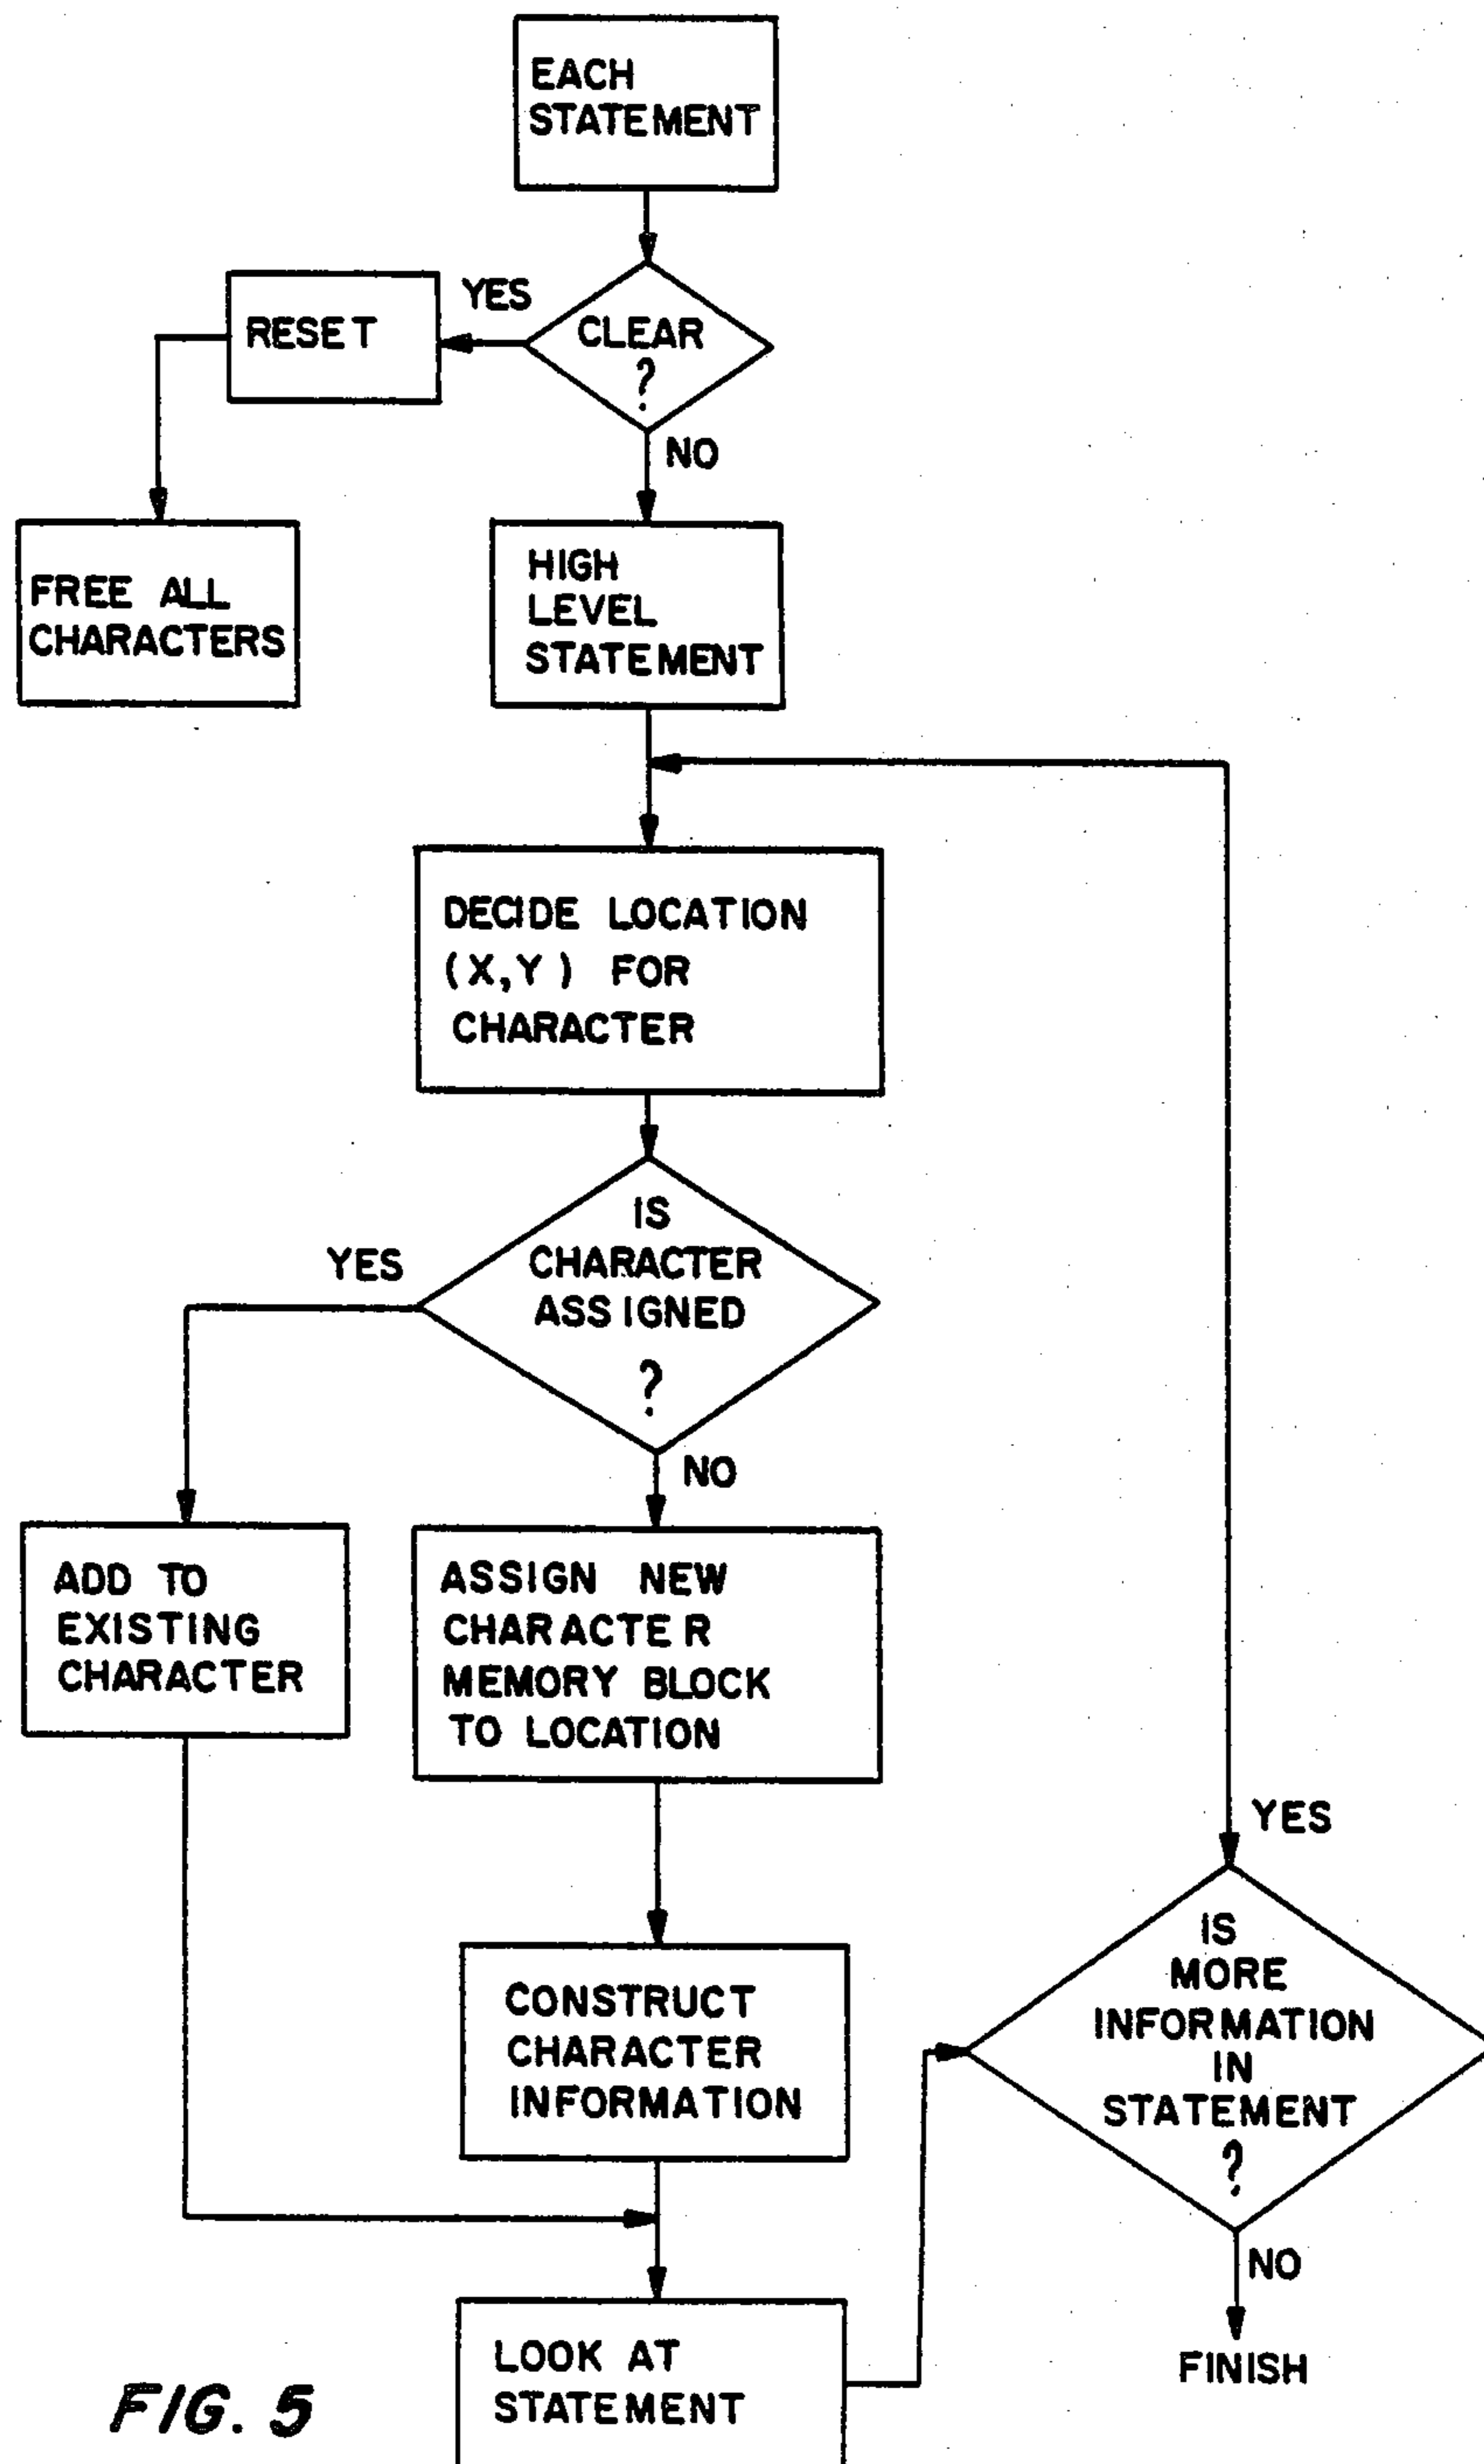 EACH
STATEMENT
CLEAR
?
YES
RESET
NO
FREE ALL
CHARACTERS
HIGH
LEVEL
STATEMENT
DECIDE LOCATION
(X,Y) FOR
CHARACTER
IS
CHARACTER
ASSIGNED
?
YES
NO
ADD TO
EXISTING
CHARACTER
ASSIGN NEW
CHARACTER
MEMORY BLOCK
TO LOCATION
CONSTRUCT
CHARACTER
INFORMATION
LOOK AT
STATEMENT
YES
IS
MORE
INFORMATION
IN
STATEMENT
?
NO
FINISH
FIG. 5